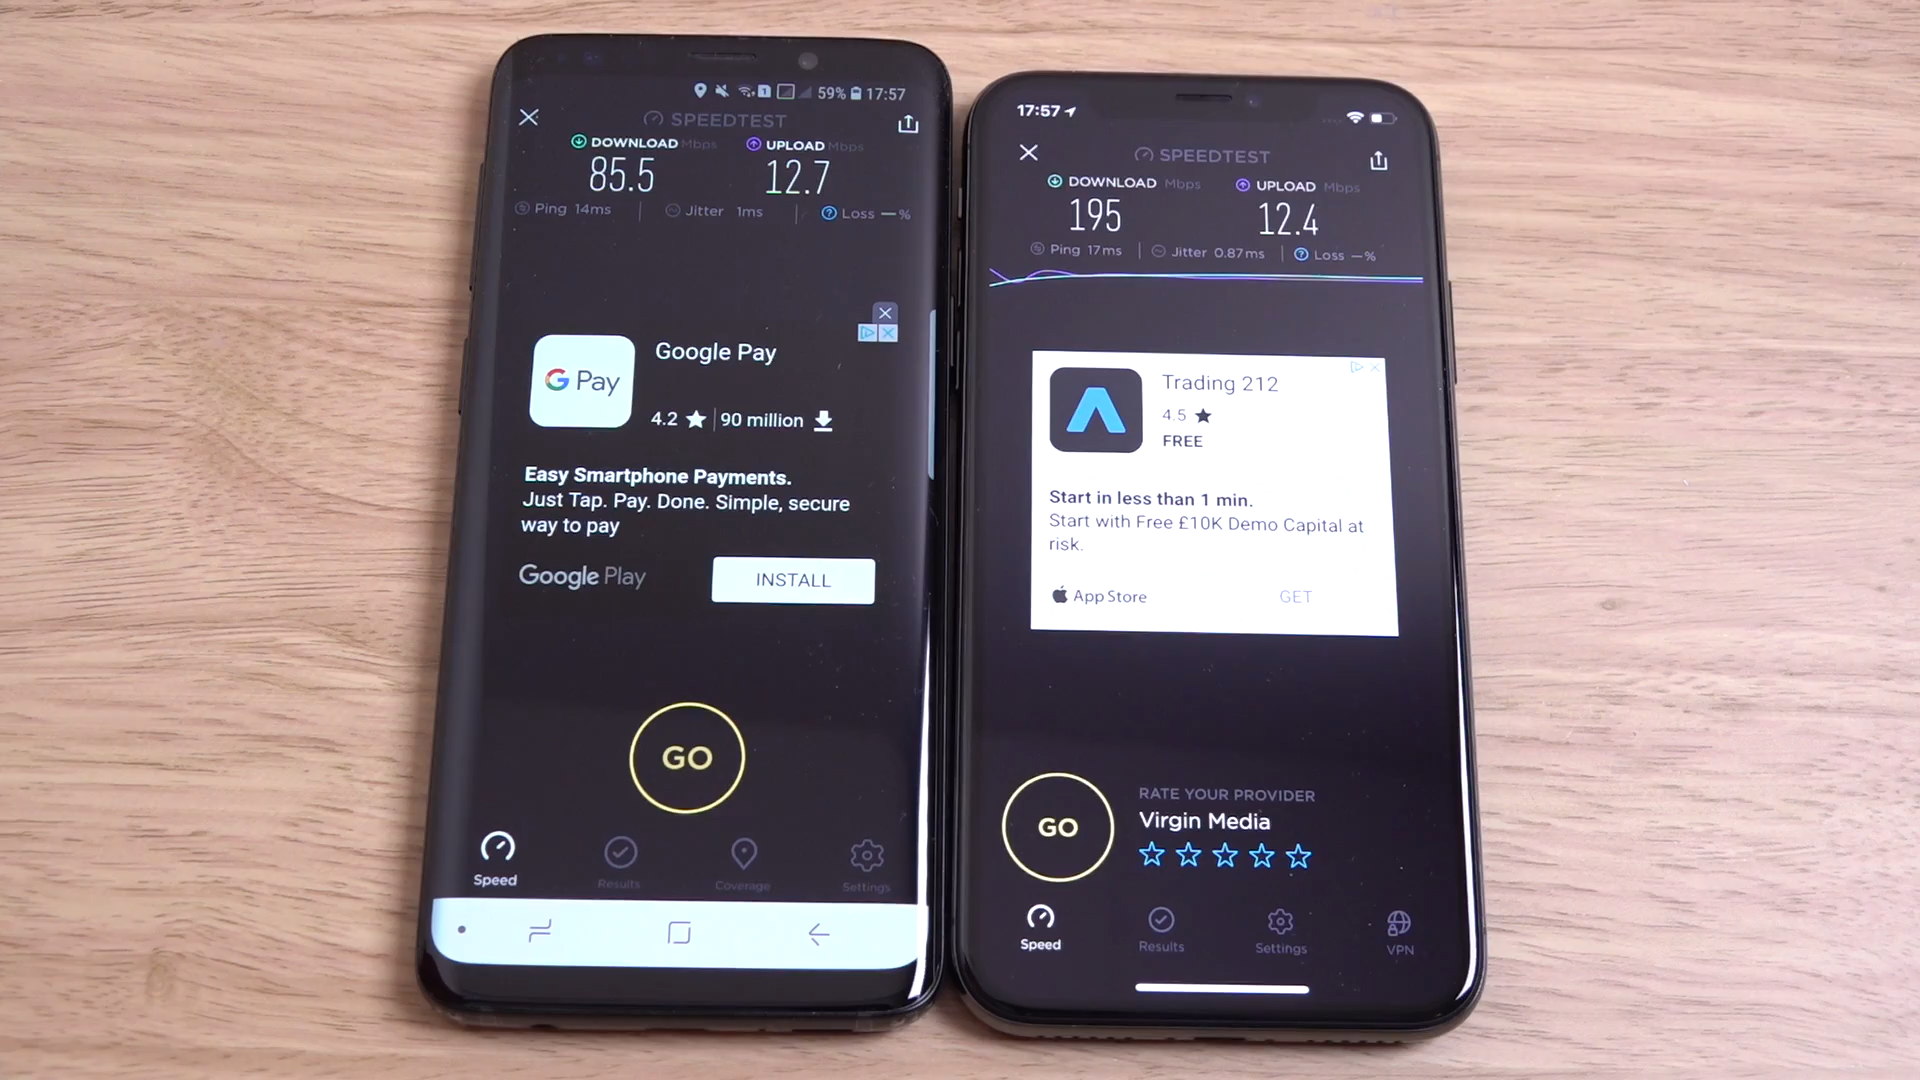 59% 17:57
SPEEDTEST
DOWNLOAD Mbps UPLOAD Mbps
85.5 12.7
Ping 14ms Jitter 1ms Loss —%
G Pay
Google Pay
4.2 ★ | 90 million
Easy Smartphone Payments.
Just Tap. Pay. Done. Simple, secure
way to pay
Google Play INSTALL
GO
Speed Results Coverage Settings
17:57
SPEEDTEST
DOWNLOAD Mbps UPLOAD Mbps
195 12.4
Ping 17ms Jitter 0.87ms Loss —%
Trading 212
4.5 ★
FREE
Start in less than 1 min.
Start with Free £10K Demo Capital at
risk.
App Store GET
GO
RATE YOUR PROVIDER
Virgin Media
Speed Results Settings VPN